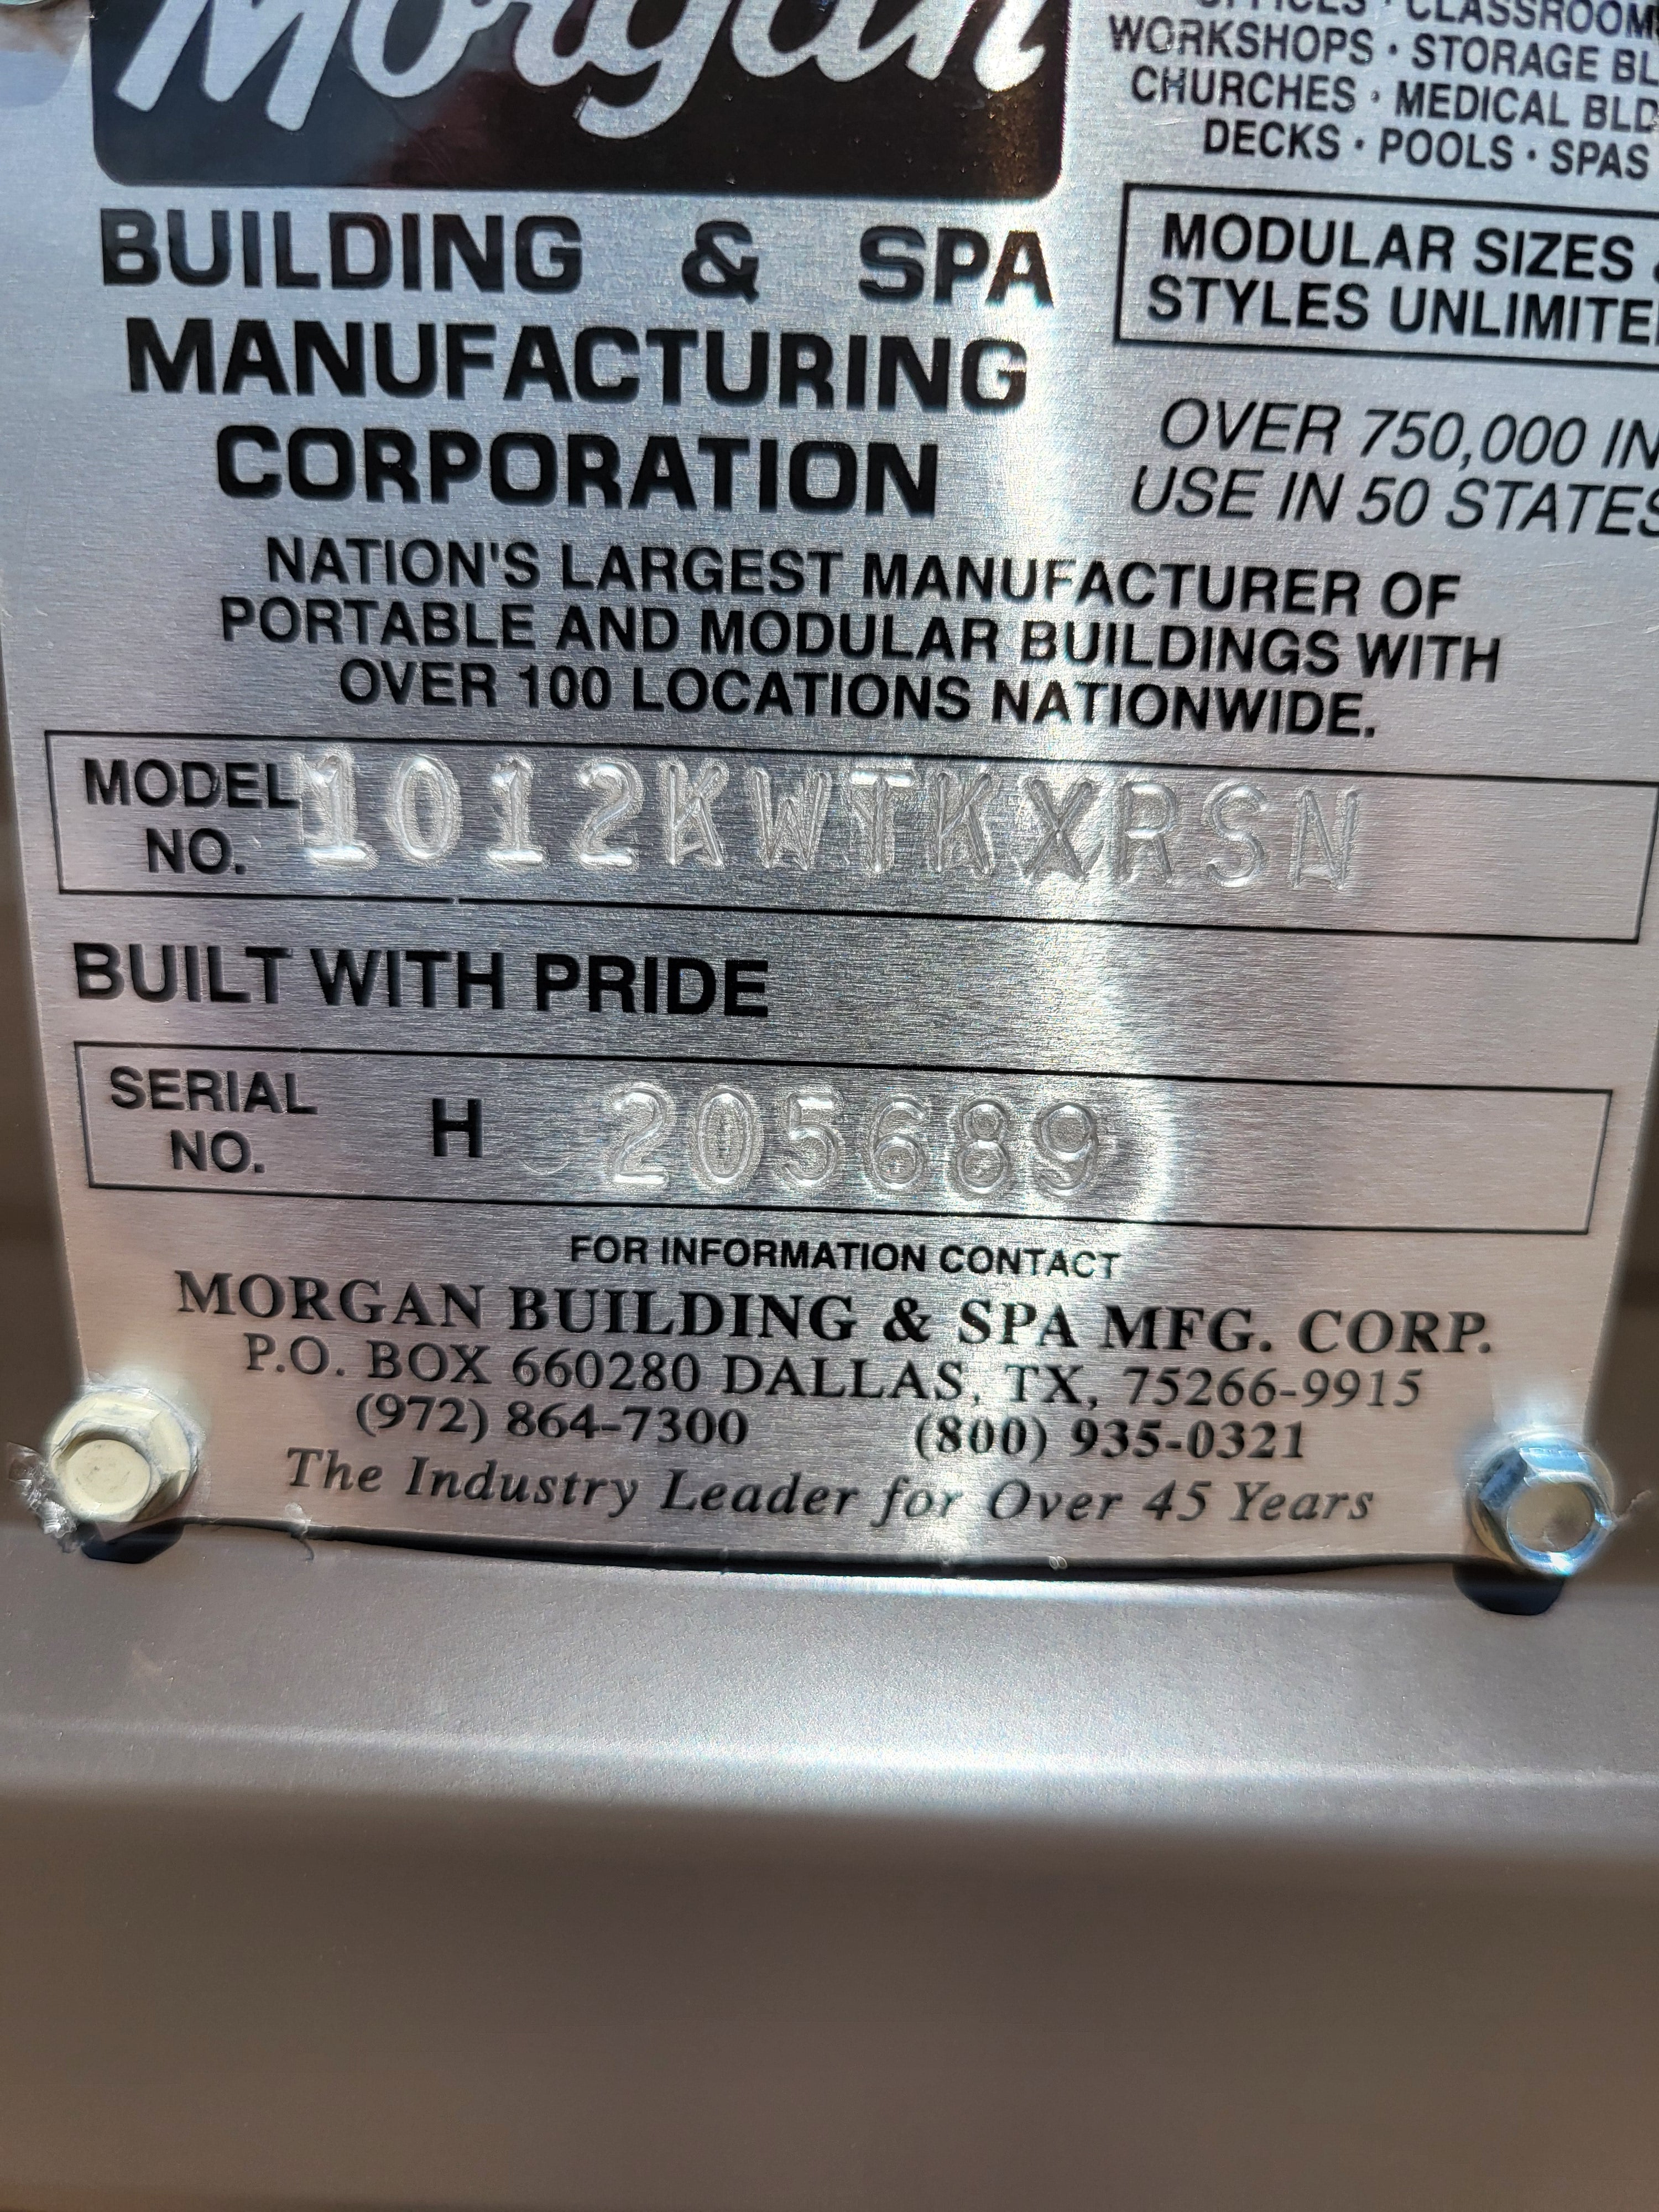 Morgan
BUILDING & SPA
MANUFACTURING
CORPORATION
OFFICES · CLASSROOM
WORKSHOPS · STORAGE BL
CHURCHES · MEDICAL BLD
DECKS · POOLS · SPAS
MODULAR SIZES
STYLES UNLIMITE
OVER 750,000 IN
USE IN 50 STATES
NATION'S LARGEST MANUFACTURER OF
PORTABLE AND MODULAR BUILDINGS WITH
OVER 100 LOCATIONS NATIONWIDE.
MODEL NO. 1012KWTKXRSN
BUILT WITH PRIDE
SERIAL NO. H 205689
FOR INFORMATION CONTACT
MORGAN BUILDING & SPA MFG. CORP.
P.O. BOX 660280 DALLAS, TX, 75266-9915
(972) 864-7300 (800) 935-0321
The Industry Leader for Over 45 Years